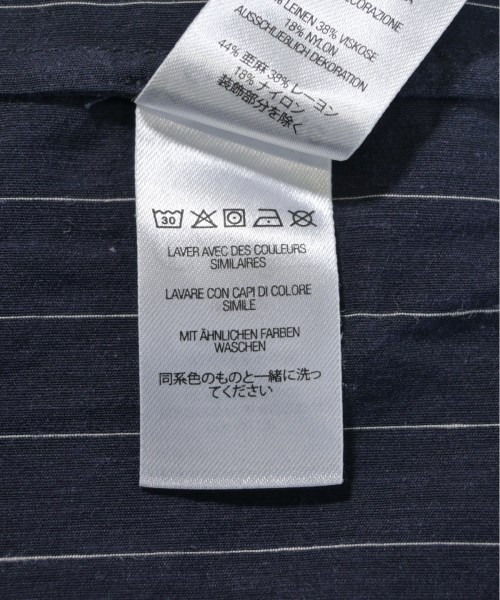 DECORAZIONE
LEINEN 38% VISKOSE
18% NYLON
AUSSCHLIEßLICH DEKORATION
44% 亜麻 38% レーヨン
18% ナイロン
装飾部分を除く
30
LAVER AVEC DES COULEURS
SIMILAIRES
LAVARE CON CAPI DI COLORE
SIMILE
MIT ÄHNLICHEN FARBEN
WASCHEN
同系色のものと一緒に洗っ
てください